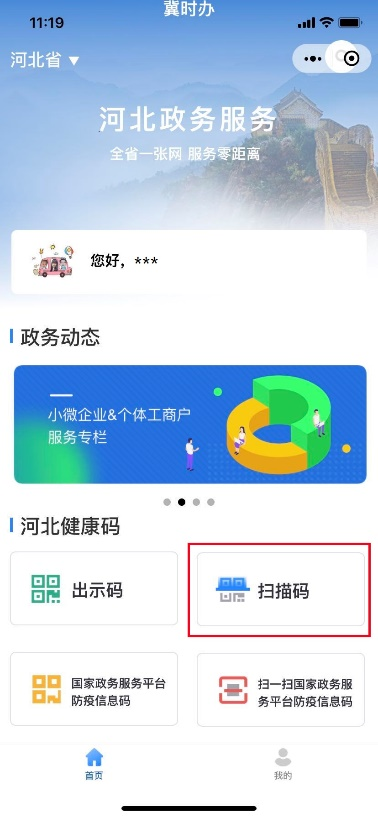 冀时办
11:19
河北省
河北政务服务
全省一张网 服务零距离
您好，***
政务动态
小微企业&个体工商户
服务专栏
河北健康码
出示码
扫描码
国家政务服务平台
防疫信息码
扫一扫国家政务服
务平台防疫信息码
首页
我的